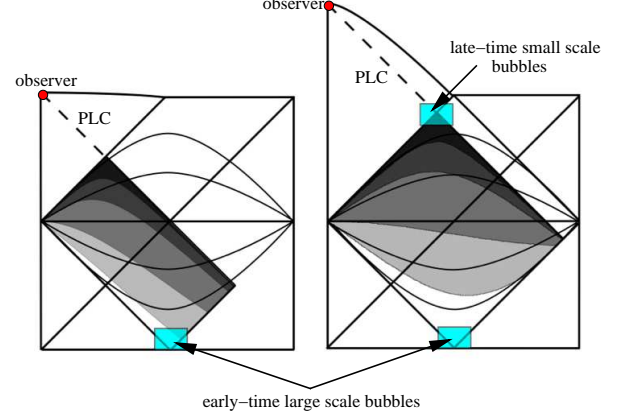 observer
observer
late−time small scale
bubbles
PLC
PLC
early−time large scale bubbles